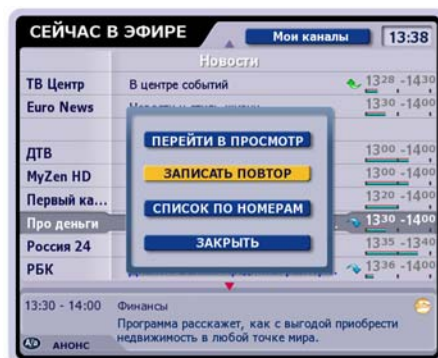 СЕЙЧАС В ЭФИРЕ Мои каналы 13:38
Новости
ТВ Центр В центре событий 13²⁸ -14³⁰
Euro News 13³⁰ -14⁰⁰
ПЕРЕЙТИ В ПРОСМОТР
ДТВ 13⁰⁰ -14⁰⁰
MyZen HD ЗАПИСАТЬ ПОВТОР 13⁰⁰ -14⁰⁰
Первый ка... 13²⁰ -14⁰⁰
СПИСОК ПО НОМЕРАМ
Про деньги 13³⁰ -14⁰⁰
Россия 24 ЗАКРЫТЬ 13³⁵ -13⁴⁰
РБК 13³⁶ -14⁰⁰
13:30 - 14:00 Финансы
Программа расскажет, как с выгодой приобрести
недвижимость в любой точке мира.
АНОНС